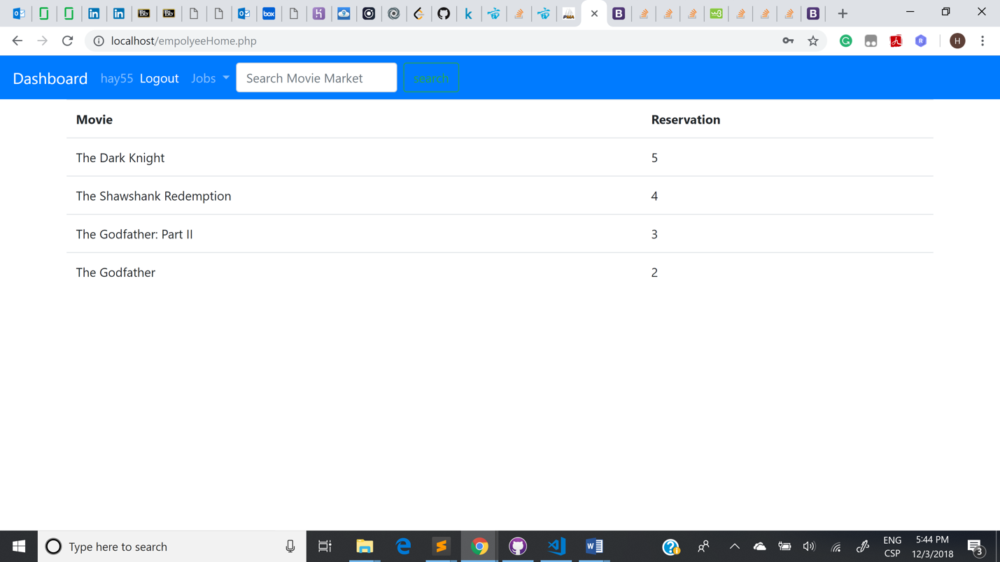 localhost/empolyeeHome.php
H
Dashboard hay55 Logout Jobs Search Movie Market search
Movie Reservation
The Dark Knight 5
The Shawshank Redemption 4
The Godfather: Part II 3
The Godfather 2
Type here to search
ENG 5:44 PM
CSP 12/3/2018
3